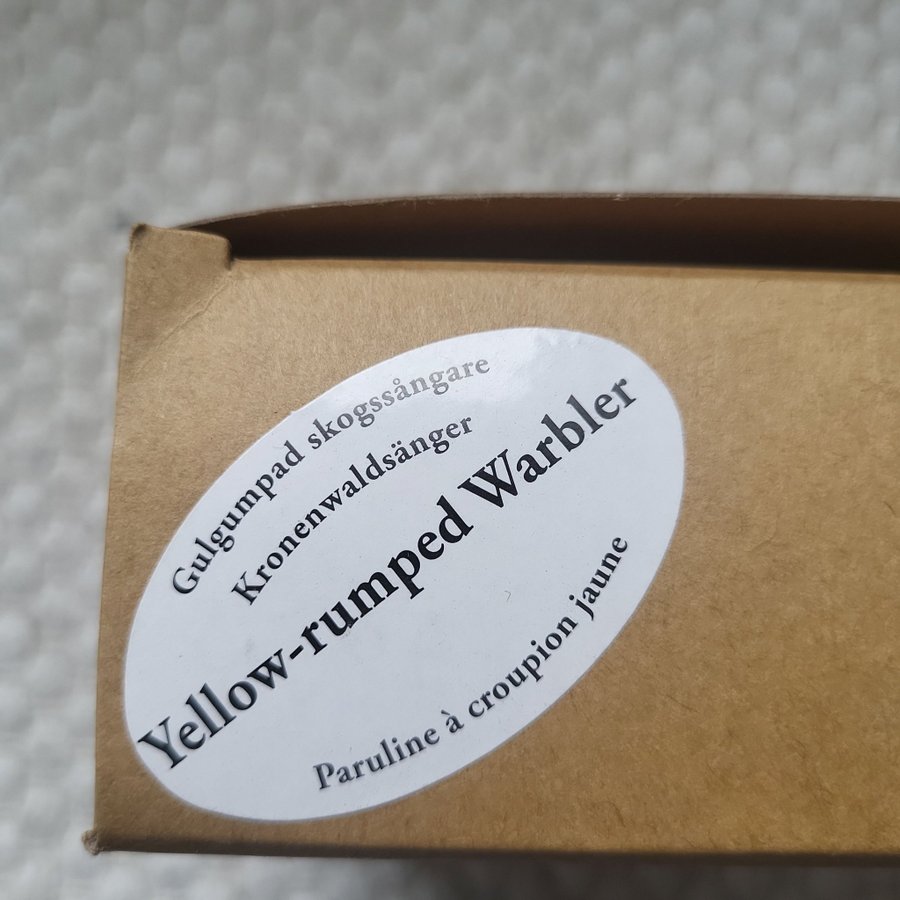 Gulgumpad skogssångare
Kronenwaldsänger
Yellow-rumped Warbler
Paruline à croupion jaune